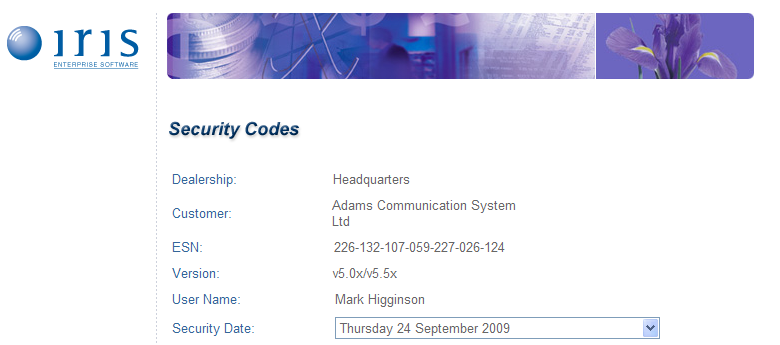 iris
ENTERPRISE SOFTWARE
Security Codes
Dealership: Headquarters
Customer: Adams Communication System
Ltd
ESN: 226-132-107-059-227-026-124
Version: v5.0x/v5.5x
User Name: Mark Higginson
Security Date: Thursday 24 September 2009